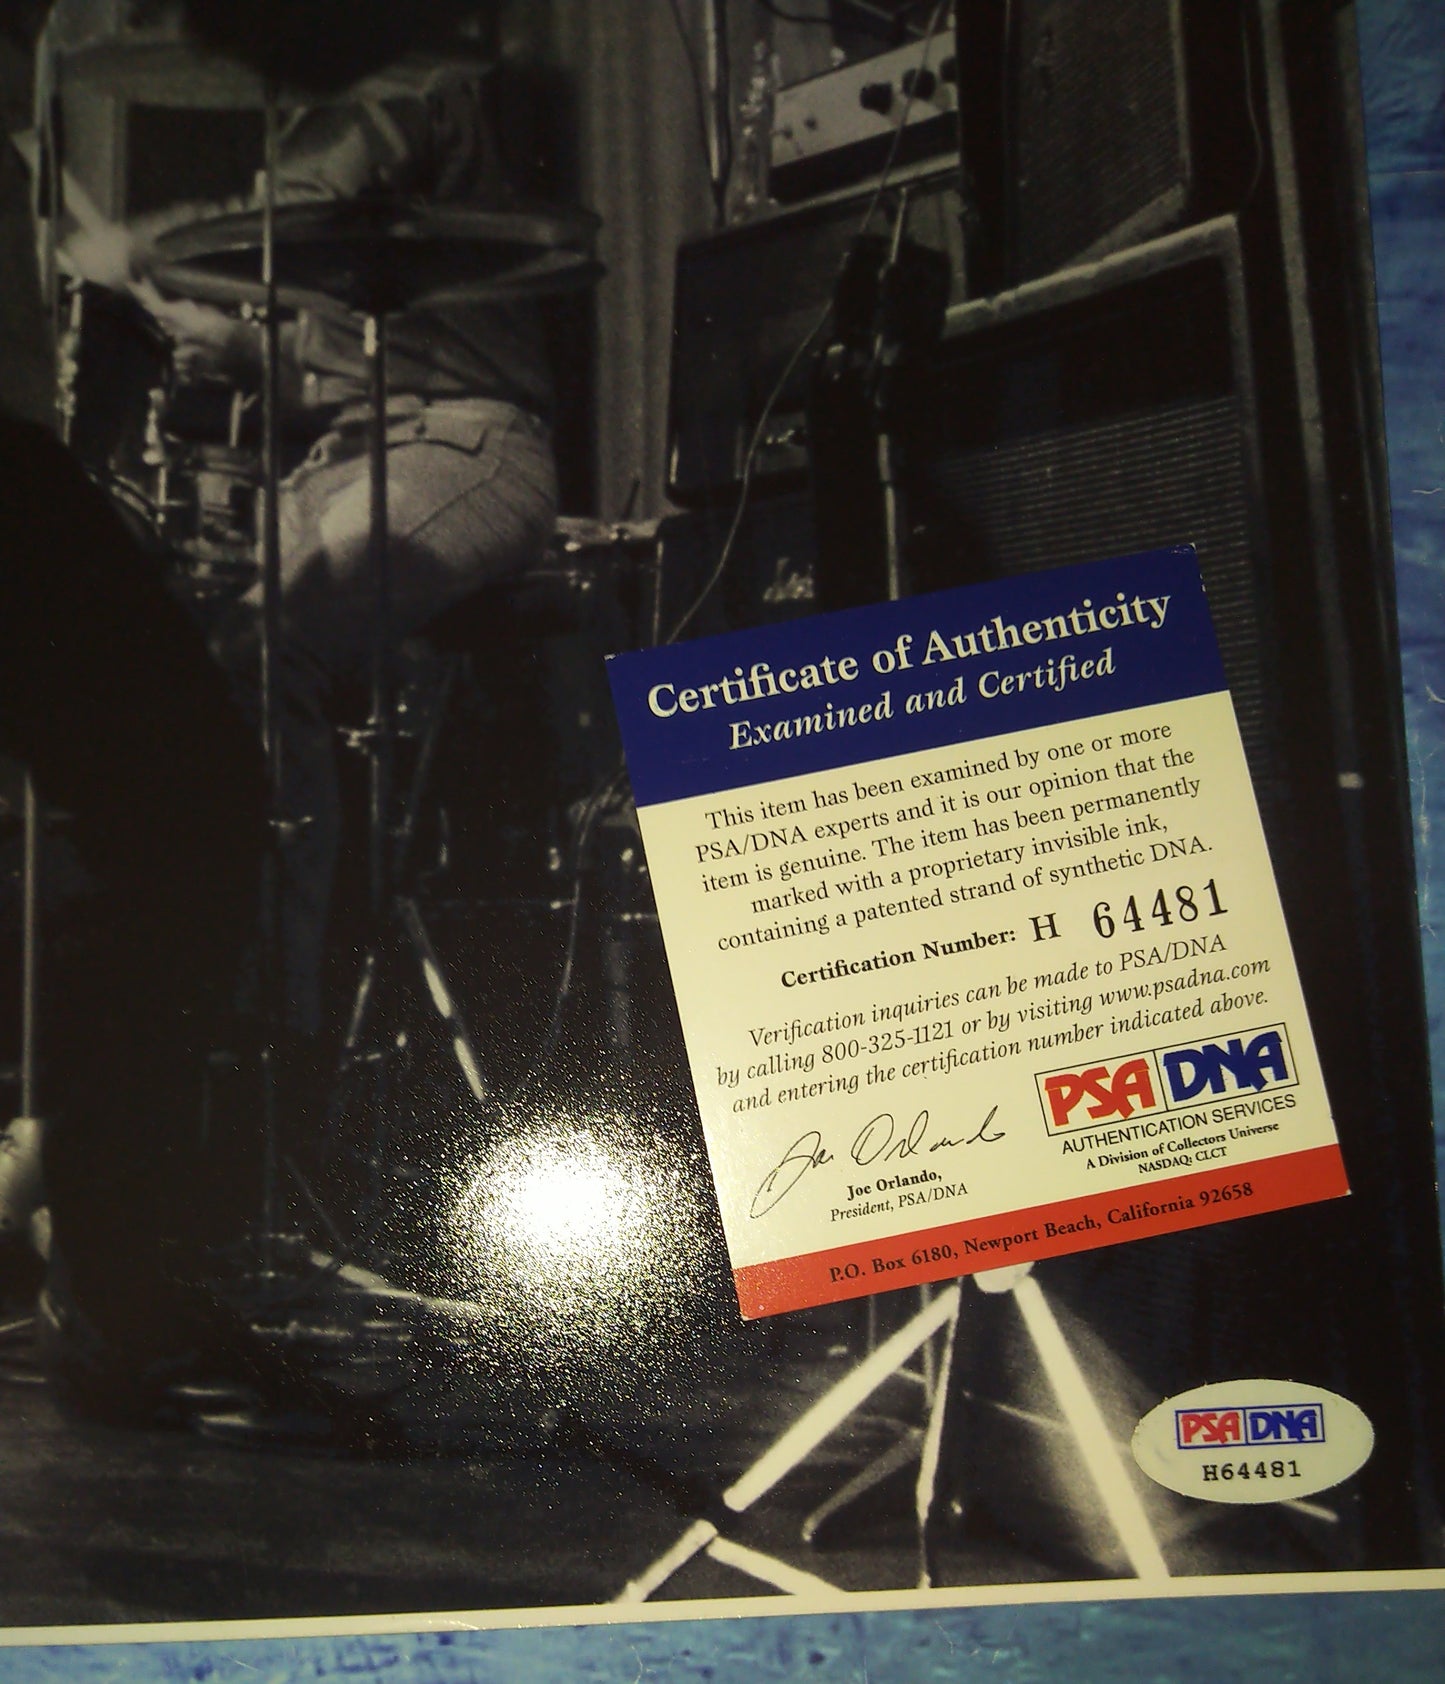 Certificate of Authenticity
Examined and Certified
This item has been examined by one or more
PSA/DNA experts and it is our opinion that the
item is genuine. The item has been permanently
marked with a proprietary invisible ink,
containing a patented strand of synthetic DNA.
Certification Number: H 64481
Verification inquiries can be made to PSA/DNA
by calling 800-325-1121 or by visiting www.psadna.com
and entering the certification number indicated above.
Joe Orlando
Joe Orlando,
President, PSA/DNA
PSA DNA
AUTHENTICATION SERVICES
A Division of Collectors Universe
NASDAQ: CLCT
P.O. Box 6180, Newport Beach, California 92658
PSA DNA
H64481